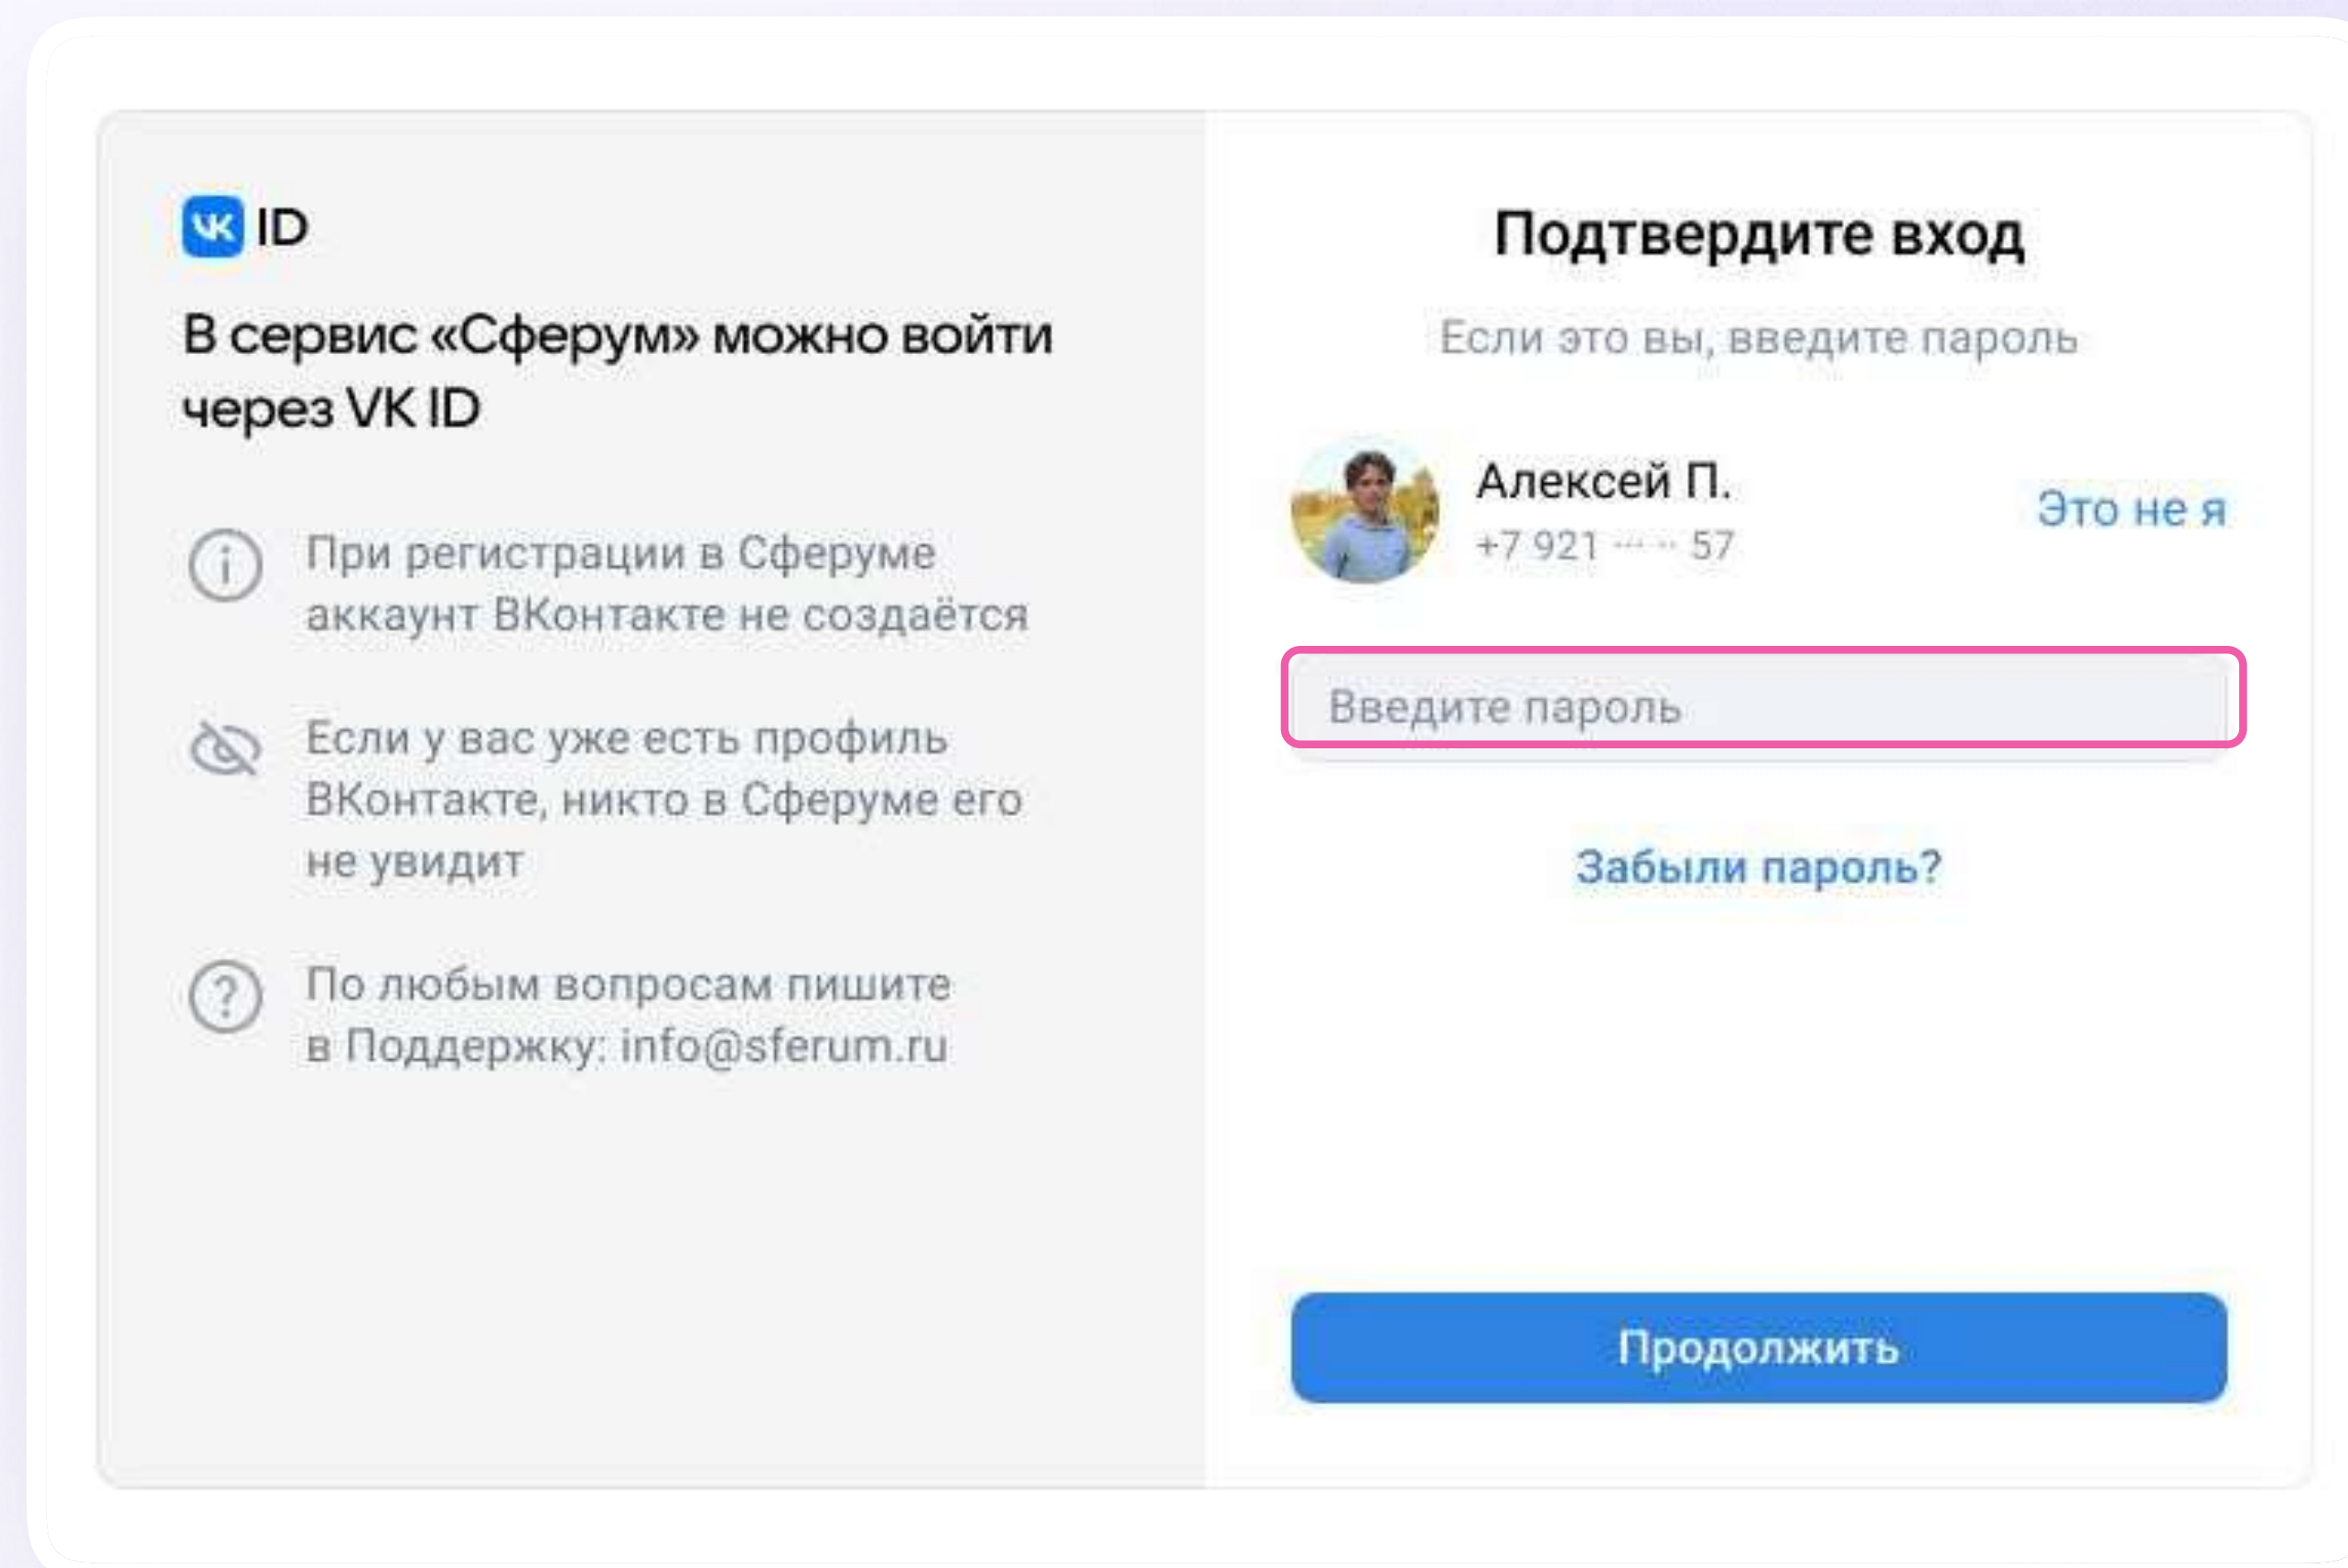 VK ID
В сервис «Сферум» можно войти
через VK ID
При регистрации в Сферуме
аккаунт ВКонтакте не создаётся
Если у вас уже есть профиль
ВКонтакте, никто в Сферуме его
не увидит
По любым вопросам пишите
в Поддержку: info@sferum.ru
Подтвердите вход
Если это вы, введите пароль
Алексей П.
+7 921 ··· ·· 57
Это не я
Введите пароль
Забыли пароль?
Продолжить